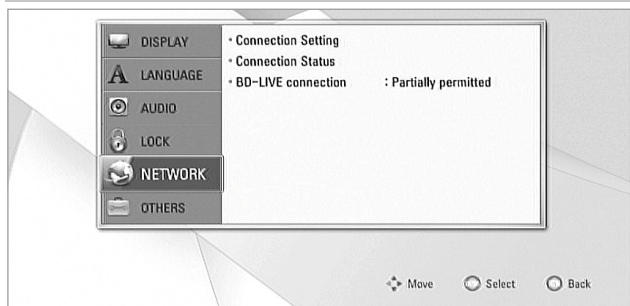 DISPLAY
LANGUAGE
AUDIO
LOCK
NETWORK
OTHERS
• Connection Setting
• Connection Status
• BD-LIVE connection : Partially permitted
Move Select Back